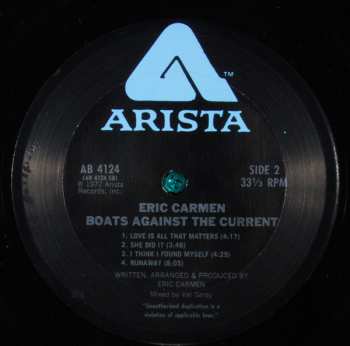 ™
ARISTA
AB 4124
(AB 4124 SB)
℗ 1977 Arista
Records, Inc.
SIDE 2
33⅓ RPM
ERIC CARMEN
BOATS AGAINST THE CURRENT
1. LOVE IS ALL THAT MATTERS (4:17)
2. SHE DID IT (3:48)
3. I THINK I FOUND MYSELF (4:25)
4. RUNAWAY (8:03)
WRITTEN, ARRANGED & PRODUCED BY
ERIC CARMEN
Mixed by Val Garay
"Unauthorized duplication is a
violation of applicable laws."